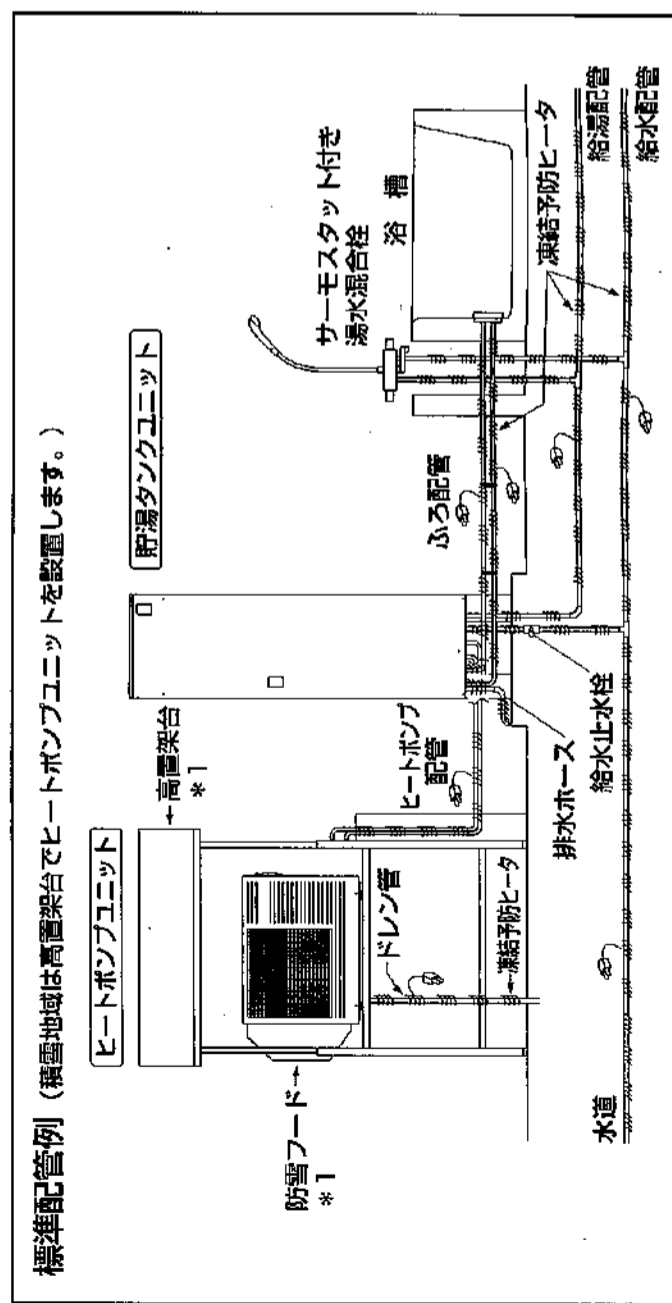 標準配管例（積雪地域は高置架台でヒートポンプユニットを設置します。）
ヒートポンプユニット
貯湯タンクユニット
←高置架台
＊1
サーモスタット付き
湯水混合栓
浴槽
防雪フード→
＊1
ヒートポンプ
配管
ふろ配管
ドレン管
←凍結予防ヒータ
排水ホース
給水止水栓
凍結予防ヒータ
水道
給湯配管
給水配管